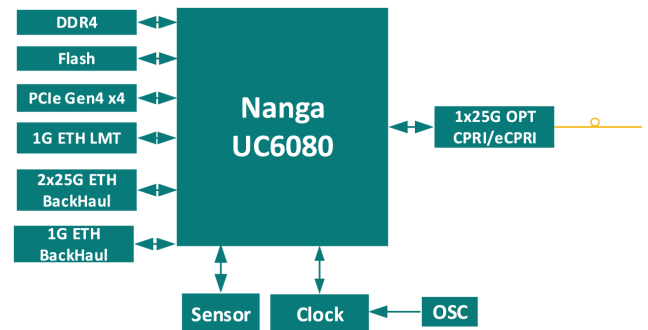 DDR4
Flash
PCIe Gen4 x4
1G ETH LMT
2x25G ETH
BackHaul
1G ETH
BackHaul
Nanga
UC6080
1x25G OPT
CPRI/eCPRI
Sensor
Clock
OSC